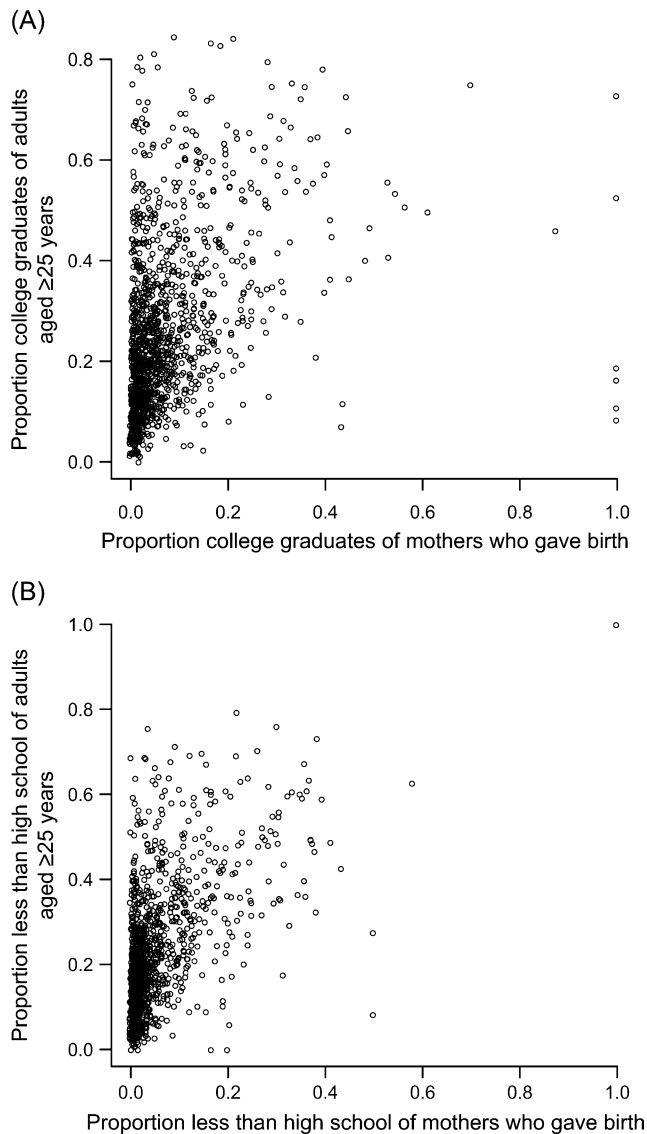 (A)
Proportion college graduates of adults
aged ≥25 years
0.8
0.6
0.4
0.2
0.0
0.0 0.2 0.4 0.6 0.8 1.0
Proportion college graduates of mothers who gave birth
(B)
Proportion less than high school of adults
aged ≥25 years
1.0
0.8
0.6
0.4
0.2
0.0
0.0 0.2 0.4 0.6 0.8 1.0
Proportion less than high school of mothers who gave birth